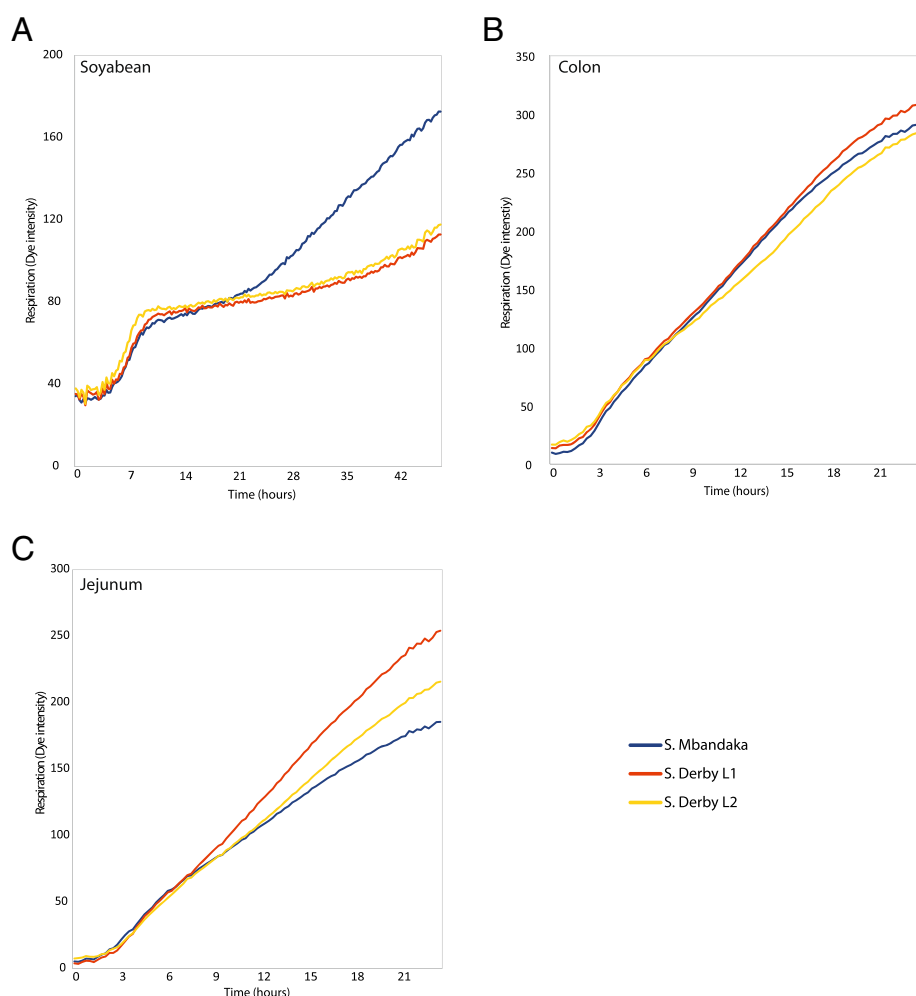 A
Soyabean
Respiration (Dye intensity)
200
160
120
80
40
0
0 7 14 21 28 35 42
Time (hours)
B
Colon
Respiration (Dye intenstiy)
350
300
250
200
150
100
50
0
0 3 6 9 12 15 18 21
Time (hours)
C
Jejunum
Respiration (Dye intensity)
300
250
200
150
100
50
0
0 3 6 9 12 15 18 21
Time (hours)
S. Mbandaka
S. Derby L1
S. Derby L2